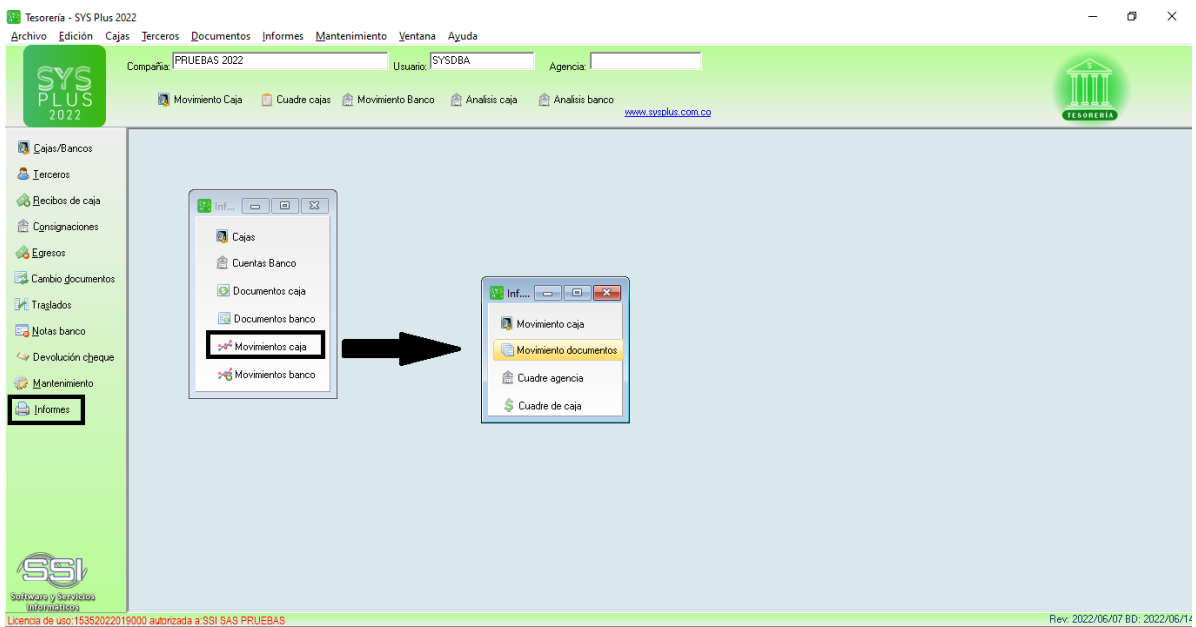 Tesorería - SYS Plus 2022
Archivo Edición Cajas Terceros Documentos Informes Mantenimiento Ventana Ayuda
SYS
PLUS
2022
Compañia: PRUEBAS 2022 Usuario: SYSDBA Agencia:
Movimiento Caja Cuadre cajas Movimiento Banco Analisis caja Analisis banco
www.sysplus.com.co
TESORERIA
Cajas/Bancos
Terceros
Recibos de caja
Consignaciones
Egresos
Cambio documentos
Traslados
Notas banco
Devolución cheque
Mantenimiento
Informes
Inf...
Cajas
Cuentas Banco
Documentos caja
Documentos banco
Movimientos caja
Movimientos banco
Inf....
Movimiento caja
Movimiento documentos
Cuadre agencia
Cuadre de caja
SSI
Software y Servicios
Informáticos
Licencia de uso:15352022019000 autorizada a:SSI SAS PRUEBAS
Rev: 2022/06/07 BD: 2022/06/14